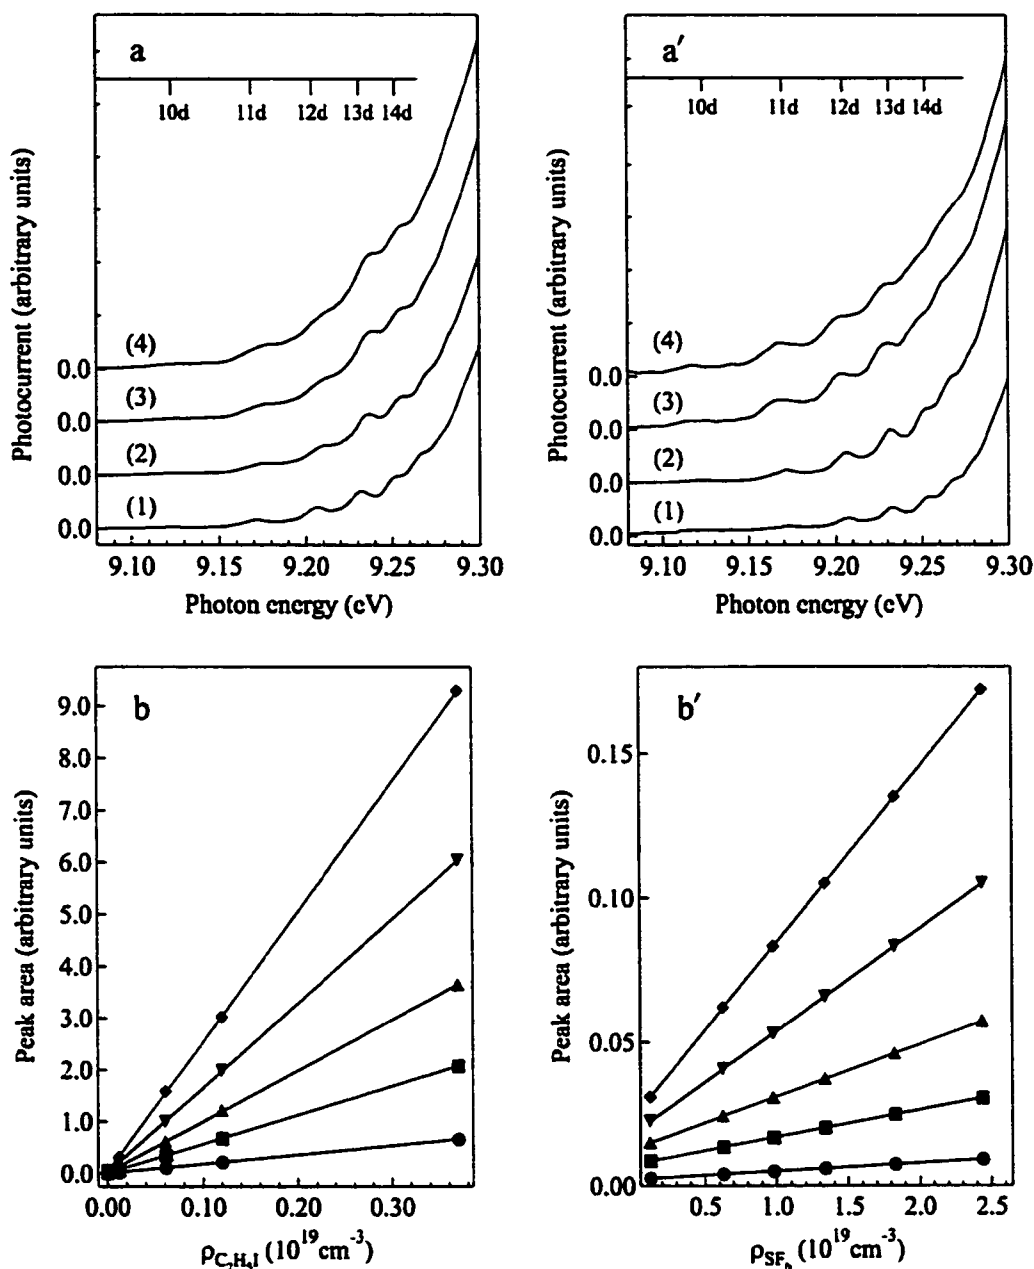 a
10d 11d 12d 13d 14d
Photocurrent (arbitrary units)
(4)
0.0
(3)
0.0
(2)
0.0
(1)
0.0
9.10 9.15 9.20 9.25 9.30
Photon energy (eV)
a′
10d 11d 12d 13d 14d
Photocurrent (arbitrary units)
(4)
0.0
(3)
0.0
(2)
0.0
(1)
0.0
9.10 9.15 9.20 9.25 9.30
Photon energy (eV)
b
Peak area (arbitrary units)
9.0
8.0
7.0
6.0
5.0
4.0
3.0
2.0
1.0
0.0
0.00 0.10 0.20 0.30
ρC₂H₅I (10¹⁹cm⁻³)
b′
Peak area (arbitrary units)
0.15
0.10
0.05
0.00
0.5 1.0 1.5 2.0 2.5
ρSF₆ (10¹⁹cm⁻³)